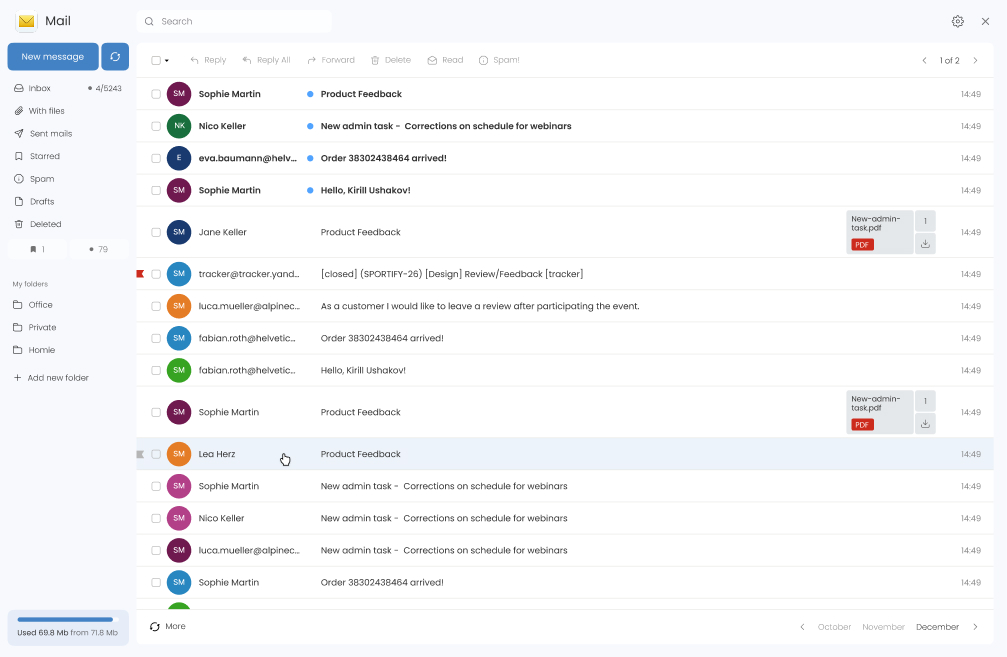 Mail
Search
New message
Reply
Reply All
Forward
Delete
Read
Spam!
1 of 2
Inbox
4/5243
With files
Sent mails
Starred
Spam
Drafts
Deleted
1
79
My folders
Office
Private
Homie
Add new folder
Used 69.8 Mb from 71.8 Mb
SM Sophie Martin Product Feedback 14:49
NK Nico Keller New admin task - Corrections on schedule for webinars 14:49
E eva.baumann@helv... Order 38302438464 arrived! 14:49
SM Sophie Martin Hello, Kirill Ushakov! 14:49
SM Jane Keller Product Feedback 14:49
New-admin-
task.pdf
PDF
1
SM tracker@tracker.yand... [closed] (SPORTIFY-26) [Design] Review/Feedback [tracker] 14:49
SM luca.mueller@alpinec... As a customer I would like to leave a review after participating the event. 14:49
SM fabian.roth@helvetic... Order 38302438464 arrived! 14:49
SM fabian.roth@helvetic... Hello, Kirill Ushakov! 14:49
SM Sophie Martin Product Feedback 14:49
New-admin-
task.pdf
PDF
1
SM Lea Herz Product Feedback 14:49
SM Sophie Martin New admin task - Corrections on schedule for webinars 14:49
SM Nico Keller New admin task - Corrections on schedule for webinars 14:49
SM luca.mueller@alpinec... New admin task - Corrections on schedule for webinars 14:49
SM Sophie Martin Order 38302438464 arrived! 14:49
More
October
November
December